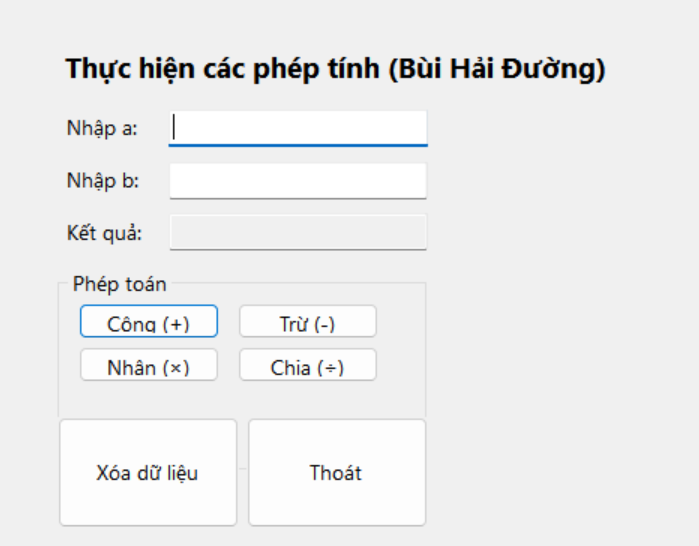 Thực hiện các phép tính (Bùi Hải Đường)
Nhập a:
Nhập b:
Kết quả:
Phép toán
Công (+)
Trừ (-)
Nhân (×)
Chia (÷)
Xóa dữ liệu
Thoát